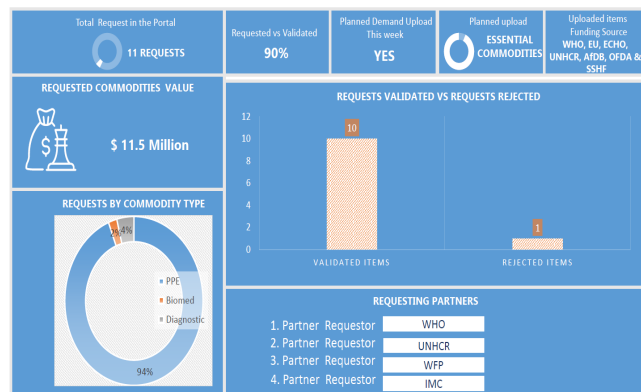 Total Request in the Portal
11 REQUESTS
Requested vs Validated
90%
Planned Demand Upload
This week
YES
Planned upload
ESSENTIAL
COMMODITIES
Uploaded items
Funding Source
WHO, EU, ECHO,
UNHCR, AfDB, OFDA &
SSHF
REQUESTED COMMODITIES VALUE
$
$ 11.5 Million
REQUESTS BY COMMODITY TYPE
2%
4%
PPE
Biomed
Diagnostic
94%
REQUESTS VALIDATED VS REQUESTS REJECTED
12
10
8
6
4
2
0
10
1
VALIDATED ITEMS
REJECTED ITEMS
REQUESTING PARTNERS
1. Partner Requestor WHO
2. Partner Requestor UNHCR
3. Partner Requestor WFP
4. Partner Requestor IMC